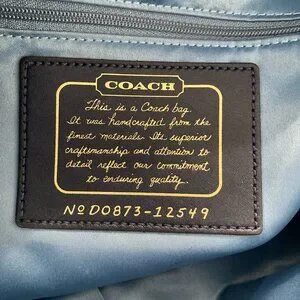 COACH
This is a Coach bag.
It was handcrafted from the
finest materials. Its superior
craftsmanship and attention to
detail reflect our commitment
to enduring quality.
Nº D0873-12549